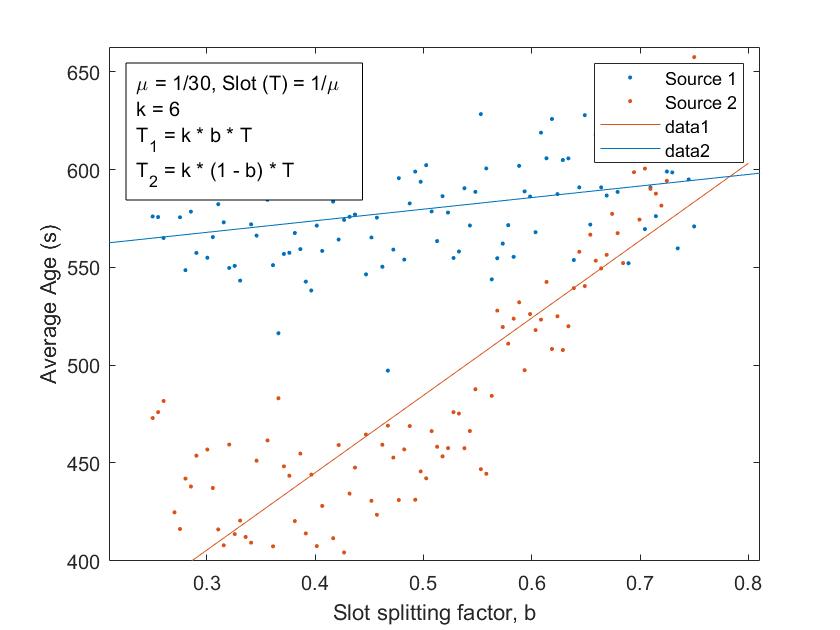 μ = 1/30, Slot (T) = 1/μ
k = 6
T1 = k * b * T
T2 = k * (1 - b) * T
Source 1
Source 2
data1
data2
650
600
550
500
450
400
Average Age (s)
0.3 0.4 0.5 0.6 0.7 0.8
Slot splitting factor, b